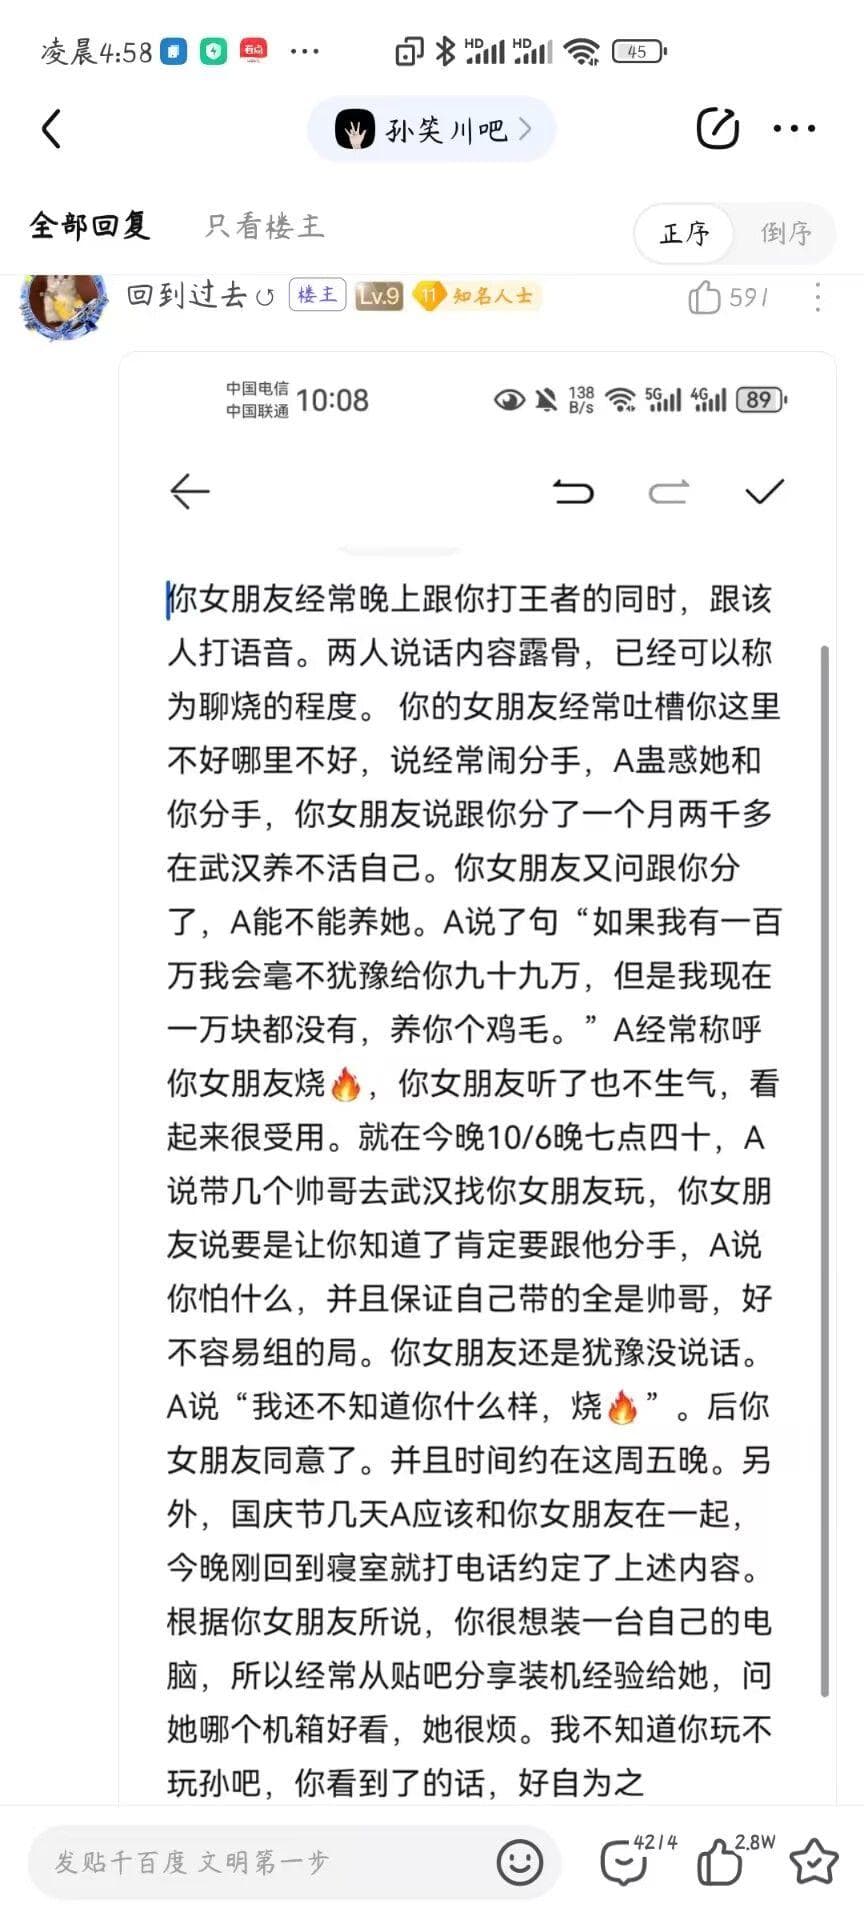 凌晨4:58 看点 ... HD HD 45
孙笑川吧
全部回复 只看楼主 正序 倒序
回到过去 楼主 Lv.9 11 知名人士 591
中国电信
中国联通 10:08 138 B/s 5G 4G 89
你女朋友经常晚上跟你打王者的同时，跟该
人打语音。两人说话内容露骨，已经可以称
为聊烧的程度。 你的女朋友经常吐槽你这里
不好哪里不好，说经常闹分手，A蛊惑她和
你分手，你女朋友说跟你分了一个月两千多
在武汉养不活自己。你女朋友又问跟你分
了，A能不能养她。A说了句“如果我有一百
万我会毫不犹豫给你九十九万，但是我现在
一万块都没有，养你个鸡毛。”A经常称呼
你女朋友烧🔥，你女朋友听了也不生气，看
起来很受用。就在今晚10/6晚七点四十，A
说带几个帅哥去武汉找你女朋友玩，你女朋
友说要是让你知道了肯定要跟他分手，A说
你怕什么，并且保证自己带的全是帅哥，好
不容易组的局。你女朋友还是犹豫没说话。
A说“我还不知道你什么样，烧🔥”。后你
女朋友同意了。并且时间约在这周五晚。另
外，国庆节几天A应该和你女朋友在一起，
今晚刚回到寝室就打电话约定了上述内容。
根据你女朋友所说，你很想装一台自己的电
脑，所以经常从贴吧分享装机经验给她，问
她哪个机箱好看，她很烦。我不知道你玩不
玩孙吧，你看到了的话，好自为之
发贴千百度 文明第一步 4214 2.8W